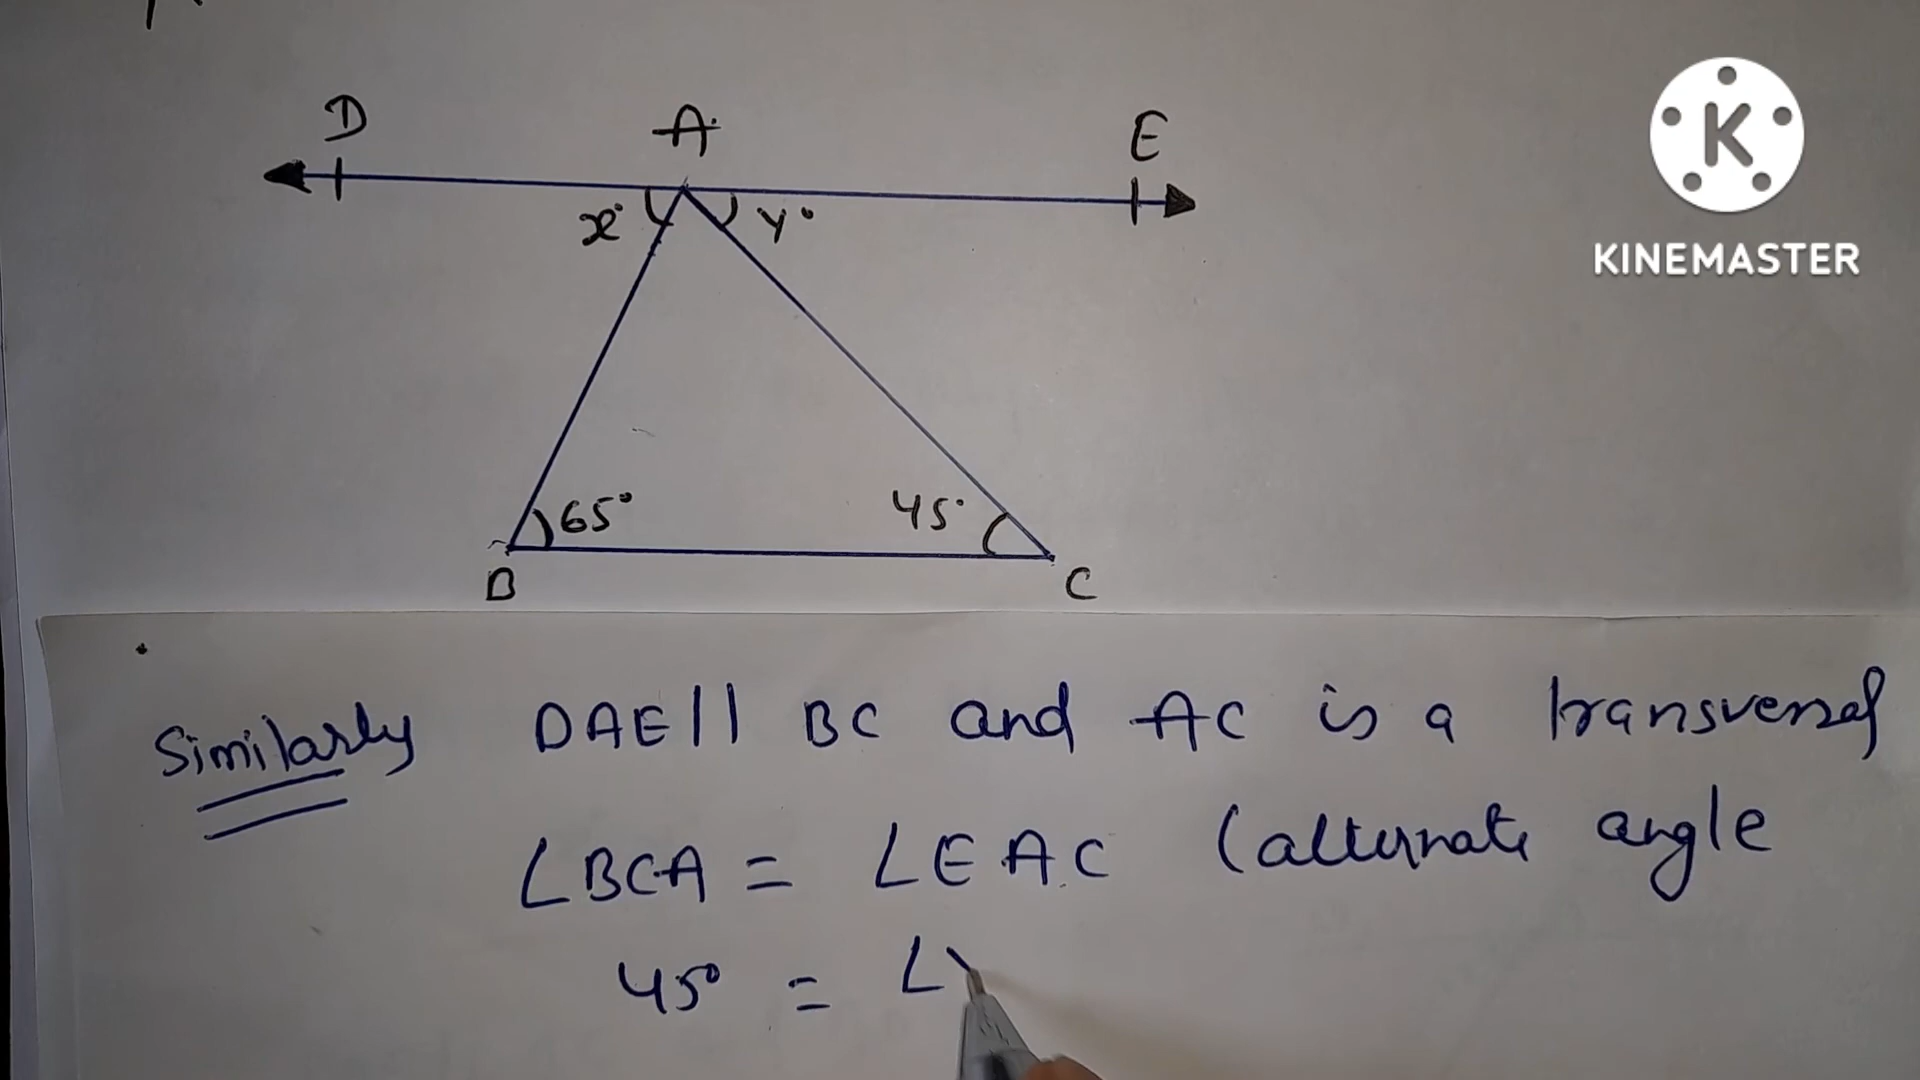 D A E
x° y°
K
KINEMASTER
65° 45°
B C
Similarly DAE || BC and AC is a transversal
∠BCA = ∠EAC (alternate angle
45° = ∠